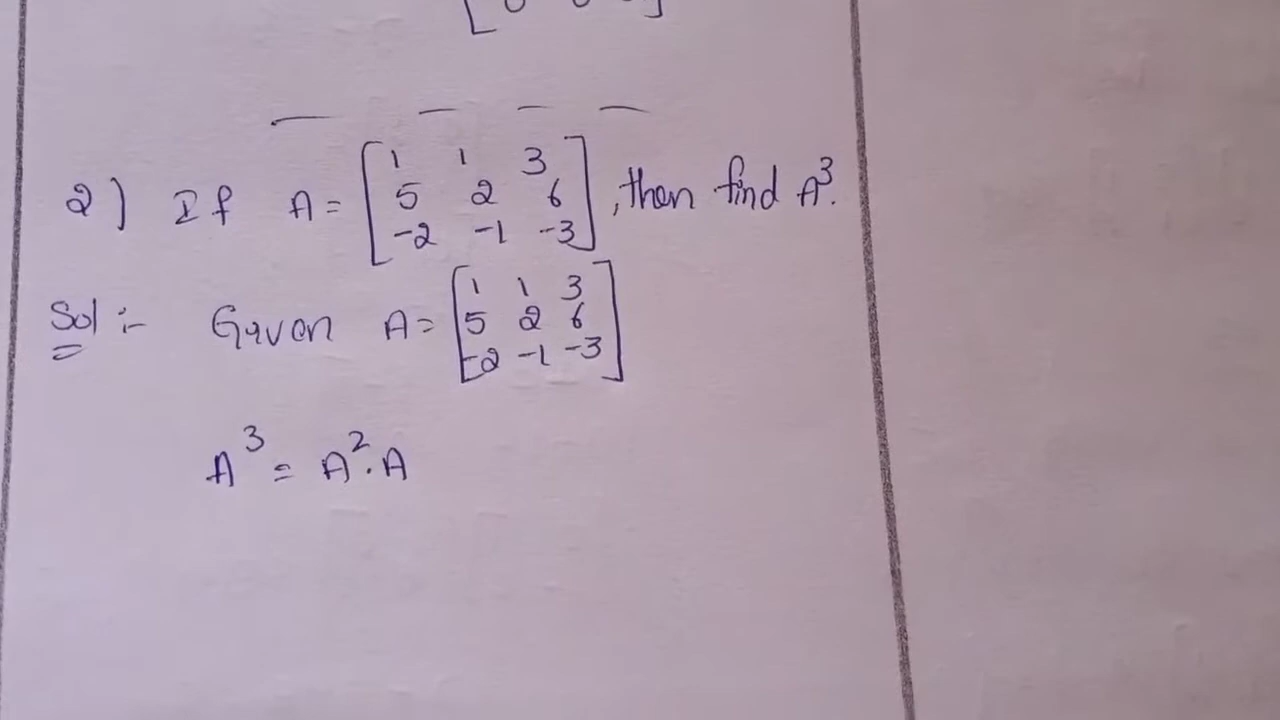 2) If A = [1 1 3
5 2 6
-2 -1 -3], then find A³.
Sol :- Given A = [1 1 3
5 2 6
-2 -1 -3]
A³ = A².A